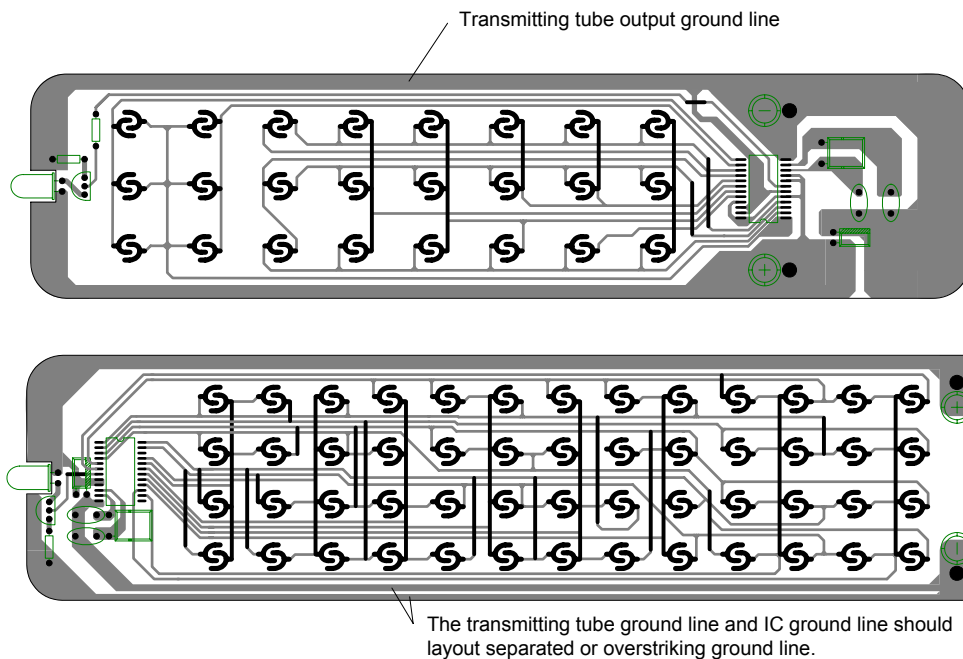 Transmitting tube output ground line
The transmitting tube ground line and IC ground line should
layout separated or overstriking ground line.